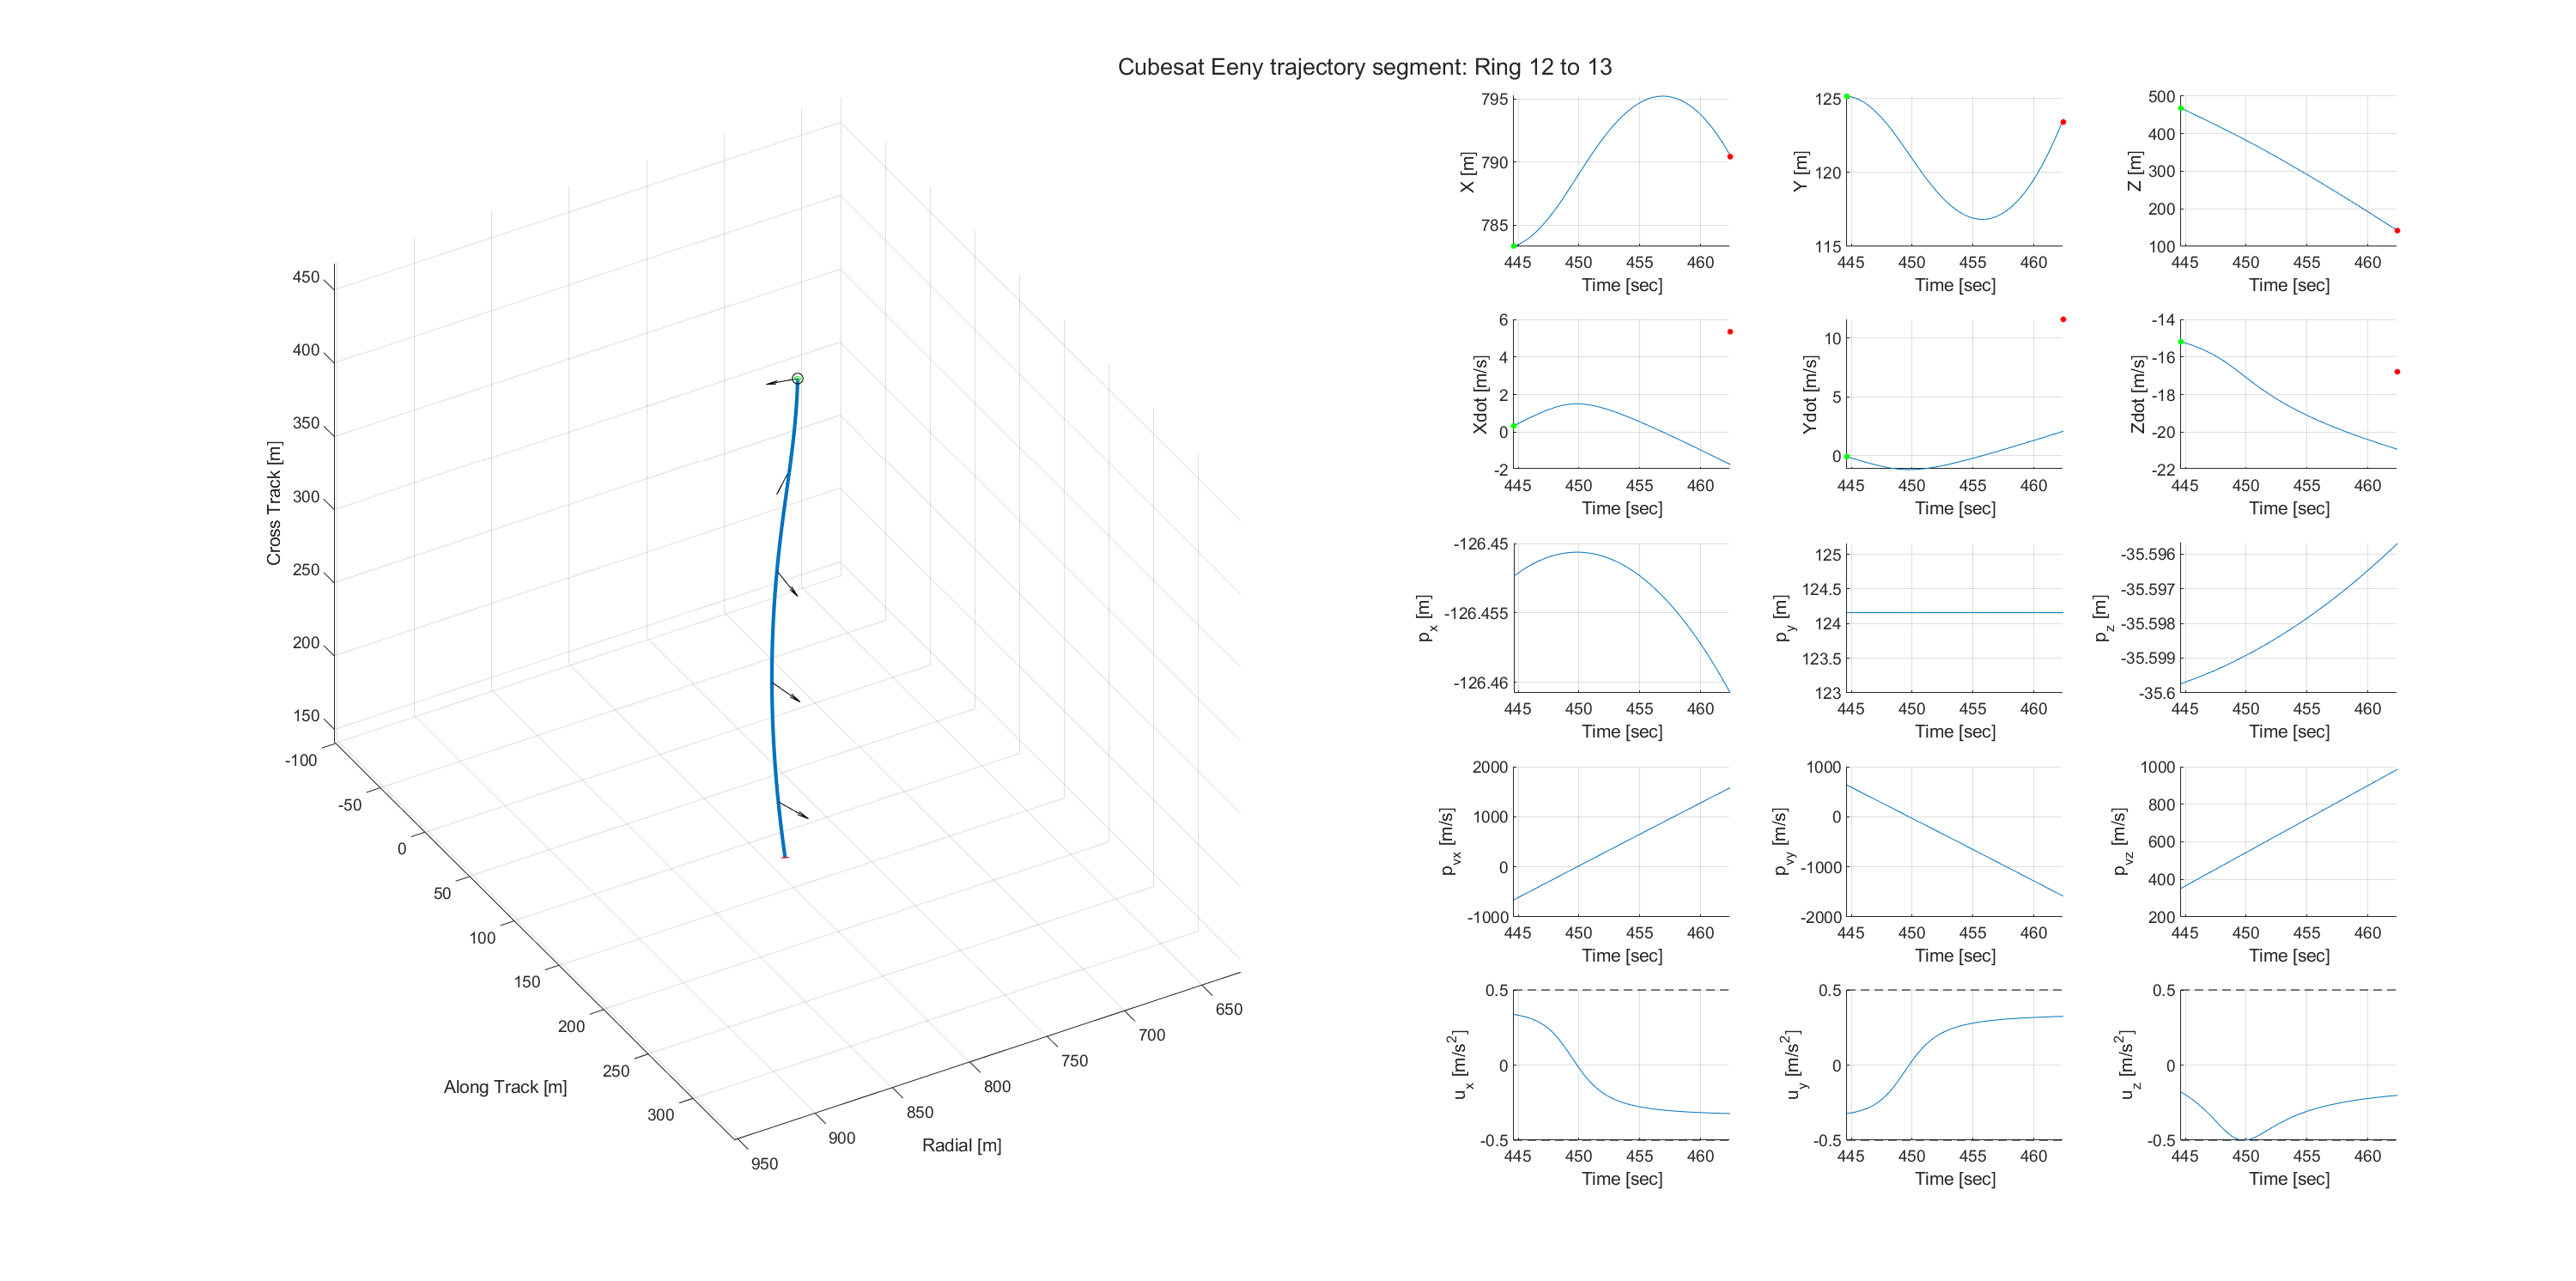 Cubesat Eeny trajectory segment: Ring 12 to 13
450
400
350
300
250
200
150
Cross Track [m]
-100
-50
0
50
100
150
200
250
300
Along Track [m]
950
900
850
800
750
700
650
Radial [m]
795
790
785
X [m]
445 450 455 460
Time [sec]
125
120
115
Y [m]
445 450 455 460
Time [sec]
500
400
300
200
100
Z [m]
445 450 455 460
Time [sec]
6
4
2
0
-2
Xdot [m/s]
445 450 455 460
Time [sec]
10
5
0
Ydot [m/s]
445 450 455 460
Time [sec]
-14
-16
-18
-20
-22
Zdot [m/s]
445 450 455 460
Time [sec]
-126.45
-126.455
-126.46
p_x [m]
445 450 455 460
Time [sec]
125
124.5
124
123.5
123
p_y [m]
445 450 455 460
Time [sec]
-35.596
-35.597
-35.598
-35.599
-35.6
p_z [m]
445 450 455 460
Time [sec]
2000
1000
0
-1000
p_vx [m/s]
445 450 455 460
Time [sec]
1000
0
-1000
-2000
p_vy [m/s]
445 450 455 460
Time [sec]
1000
800
600
400
200
p_vz [m/s]
445 450 455 460
Time [sec]
0.5
0
-0.5
u_x [m/s²]
445 450 455 460
Time [sec]
0.5
0
-0.5
u_y [m/s²]
445 450 455 460
Time [sec]
0.5
0
-0.5
u_z [m/s²]
445 450 455 460
Time [sec]